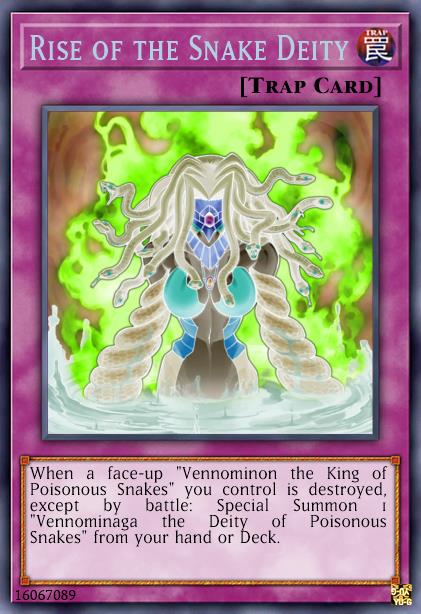 RISE OF THE SNAKE DEITY
TRAP
罠
[TRAP CARD]
When a face-up "Vennominon the King of
Poisonous Snakes" you control is destroyed,
except by battle: Special Summon 1
"Vennominaga the Deity of Poisonous
Snakes" from your hand or Deck.
16067089